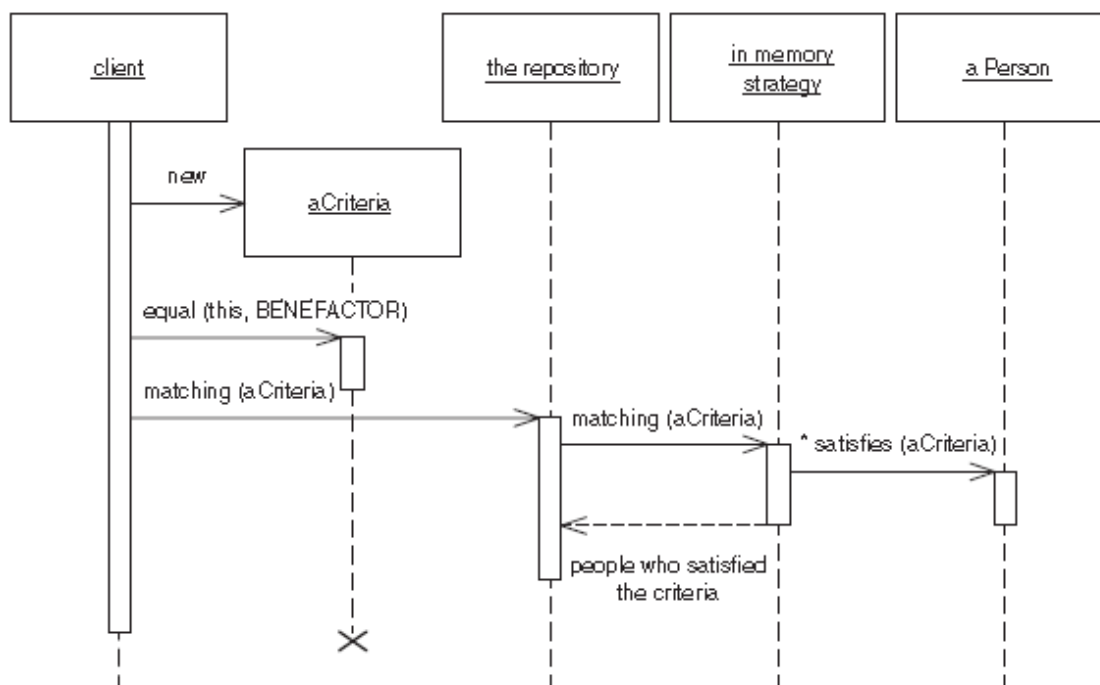 client
the repository
in memory
strategy
a Person
new
aCriteria
equal (this, BENEFACTOR)
matching (aCriteria)
matching (aCriteria)
* satisfies (aCriteria)
people who satisfied
the criteria